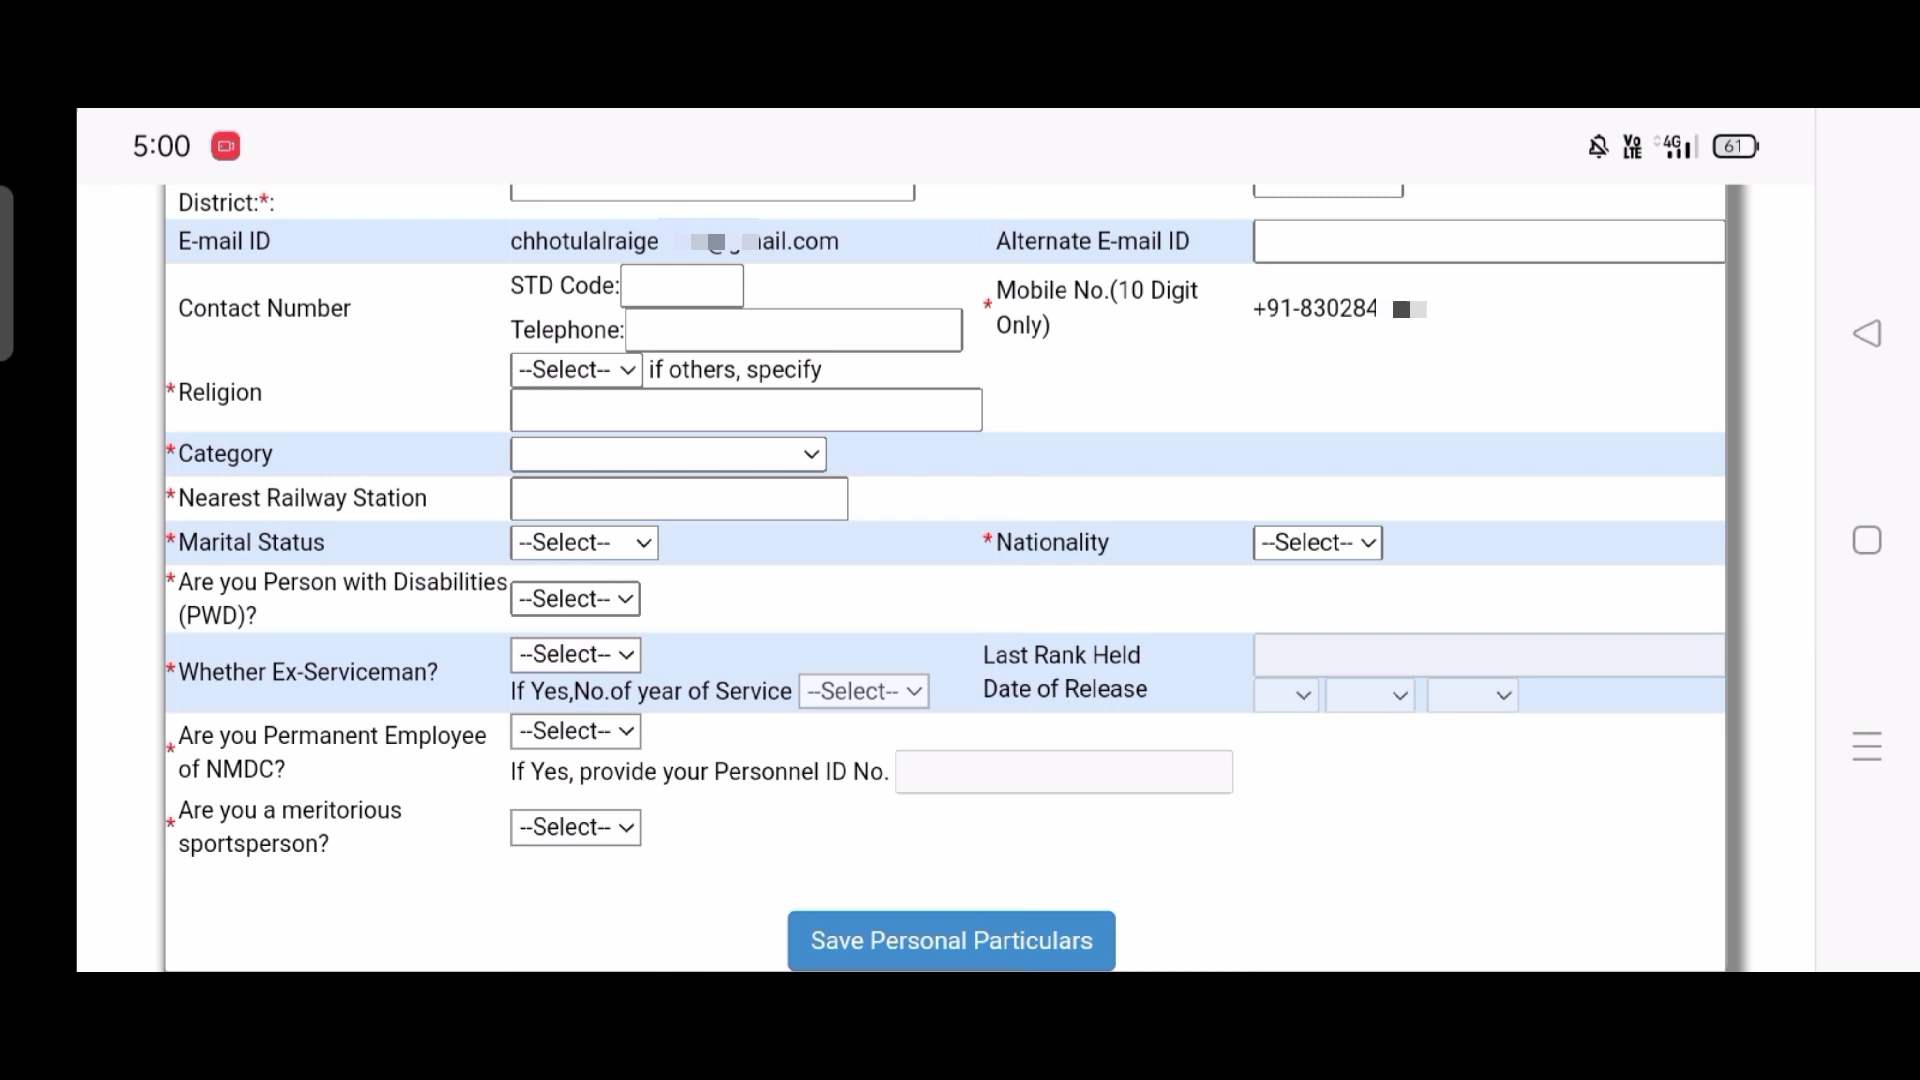 5:00
Vo LTE 4G 61
District:*:
E-mail ID chhotulalraige ail.com Alternate E-mail ID
Contact Number STD Code: * Mobile No.(10 Digit Only) +91-830284
Telephone:
* Religion --Select-- if others, specify
* Category
* Nearest Railway Station
* Marital Status --Select-- * Nationality --Select--
* Are you Person with Disabilities (PWD)? --Select--
* Whether Ex-Serviceman? --Select-- Last Rank Held
If Yes,No.of year of Service --Select-- Date of Release
* Are you Permanent Employee of NMDC? --Select--
If Yes, provide your Personnel ID No.
* Are you a meritorious sportsperson? --Select--
Save Personal Particulars